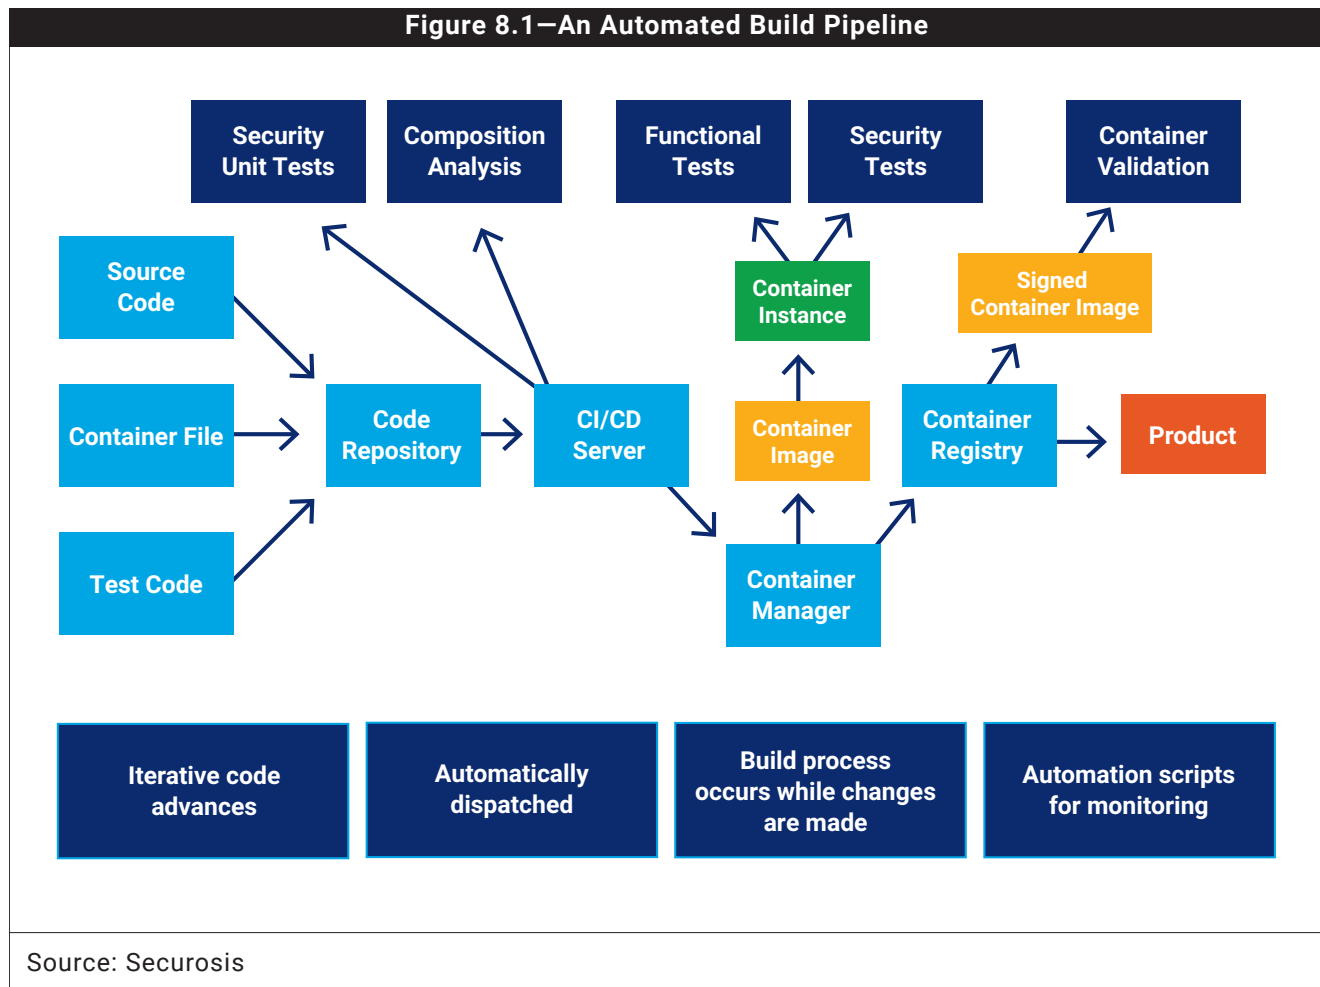 Figure 8.1—An Automated Build Pipeline
Security
Unit Tests
Composition
Analysis
Functional
Tests
Security
Tests
Container
Validation
Source
Code
Container
Instance
Signed
Container Image
Container File
Code
Repository
CI/CD
Server
Container
Image
Container
Registry
Product
Test Code
Container
Manager
Iterative code
advances
Automatically
dispatched
Build process
occurs while changes
are made
Automation scripts
for monitoring
Source: Securosis